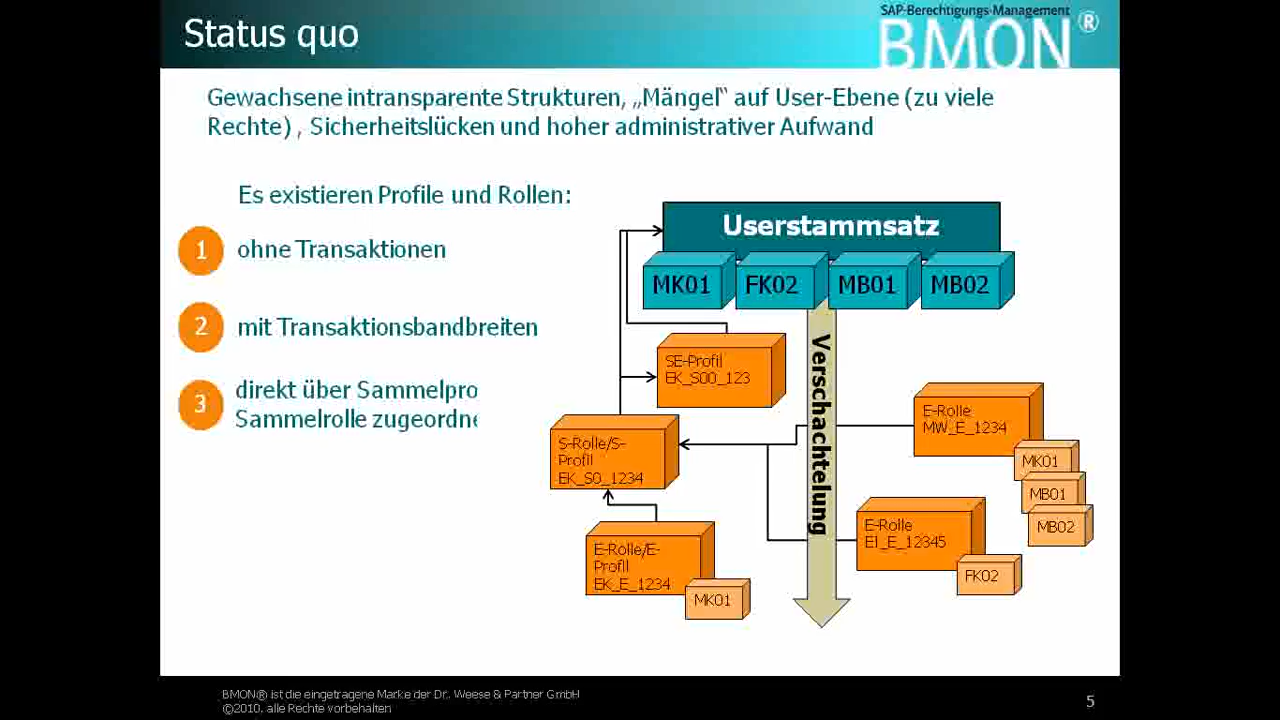 Status quo
SAP-Berechtigungs-Management
BMON®
Gewachsene intransparente Strukturen, „Mängel“ auf User-Ebene (zu viele
Rechte) , Sicherheitslücken und hoher administrativer Aufwand
Es existieren Profile und Rollen:
1
ohne Transaktionen
2
mit Transaktionsbandbreiten
3
direkt über Sammelpro
Sammelrolle zugeordne
Userstammsatz
MK01
FK02
MB01
MB02
Verschachtelung
SE-Profil
EK_S00_123
S-Rolle/S-
Profil
EK_S0_1234
E-Rolle/E-
Profil
EK_E_1234
MK01
E-Rolle
MW_E_1234
MK01
MB01
MB02
E-Rolle
EI_E_12345
FK02
BMON® ist die eingetragene Marke der Dr.. Weese & Partner GmbH
©2010, alle Rechte vorbehalten
5